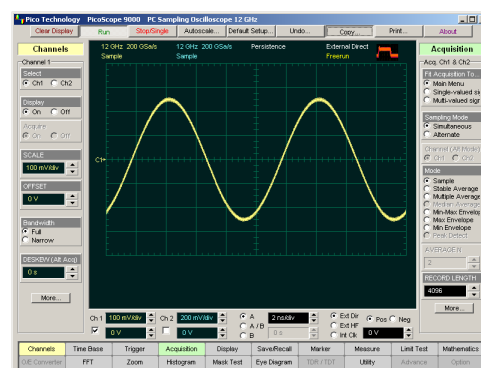 Pico Technology PicoScope 9000 PC Sampling Oscilloscope 12 GHz
Clear Display Run Stop/Single Autoscale... Default Setup... Undo... Copy... Print... About
Channels
Channel 1
Select
Ch1 Ch2
Display
On Off
Acquire
On Off
SCALE
100 mV/div
OFFSET
0 V
Bandwidth
Full
Narrow
DESKEW (Alt Acq)
0 s
More...
12 GHz 200 GSa/s 12 GHz 200 GSa/s Persistence External Direct
Sample Sample Freerun
C1
Acquisition
Acq. Ch1 & Ch2
Fit Acquisition To...
Main Menu
Single-valued si
Multi-valued sign
Sampling Mode
Simultaneous
Alternate
Channel (Alt Mode)
Ch1 Ch2
Mode
Sample
Stable Average
Multiple Average
Median Average
Min-Max Envelop
Max Envelope
Min Envelope
Peak Detect
AVERAGE N
2
RECORD LENGTH
4096
More...
Ch 1 100 mV/div Ch 2 200 mV/div A 2 ns/div Ext Dir Pos Neg
A / B Ext HF
0 V 0 V B 0 s Int Clk 0 V
Channels Time Base Trigger Acquisition Display Save/Recall Marker Measure Limit Test Mathematics
O/E Converter FFT Zoom Histogram Mask Test Eye Diagram TDR / TDT Utility Advance Option